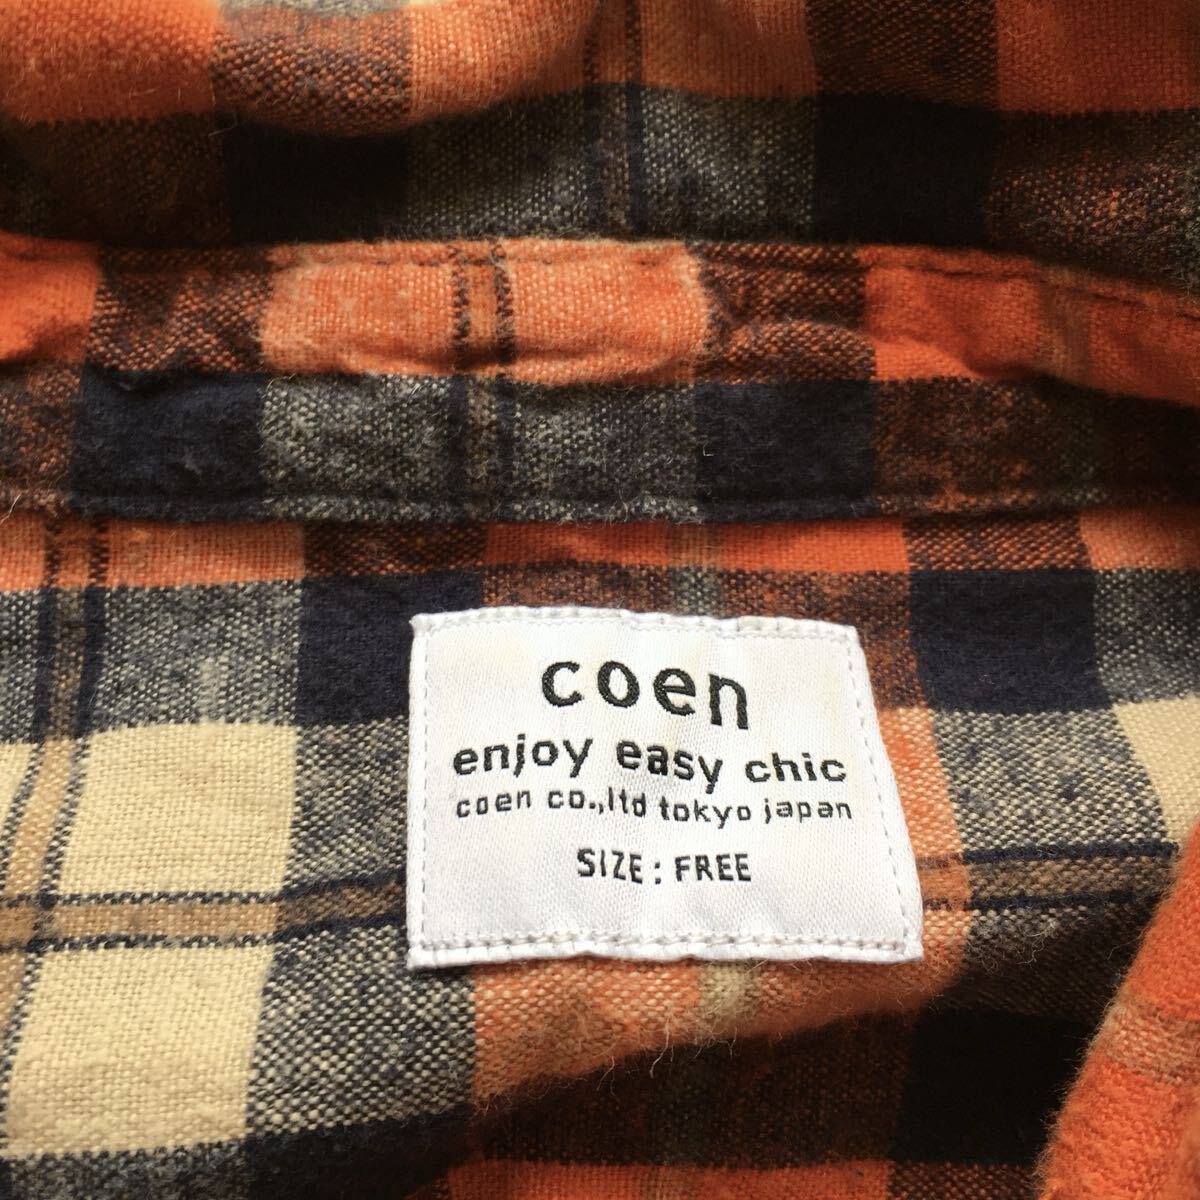 coen
enjoy easy chic
coen co.,ltd tokyo japan
SIZE : FREE